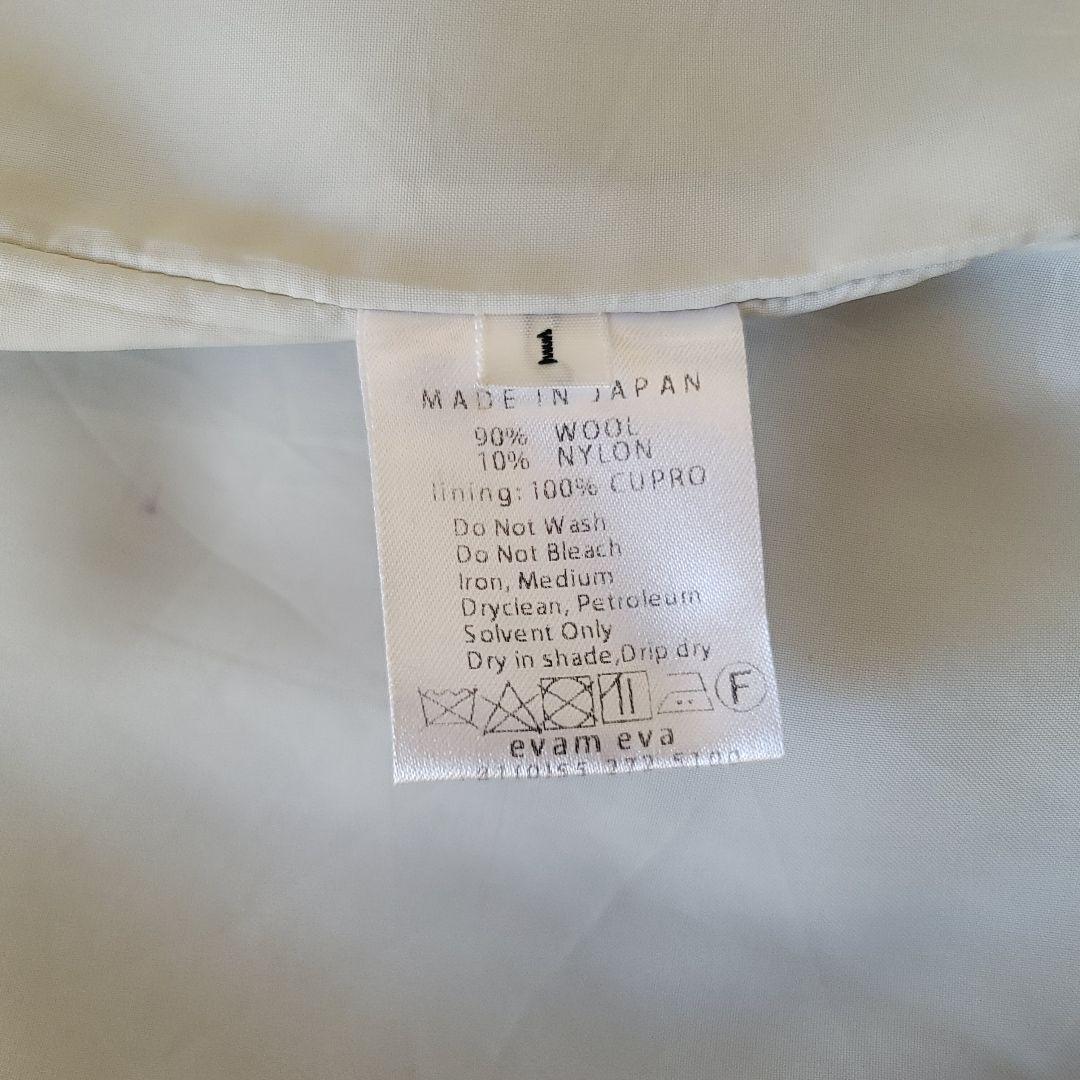 1
MADE IN JAPAN
90% WOOL
10% NYLON
lining: 100% CUPRO
Do Not Wash
Do Not Bleach
Iron, Medium
Dryclean, Petroleum
Solvent Only
Dry in shade,Drip dry
F
evam eva